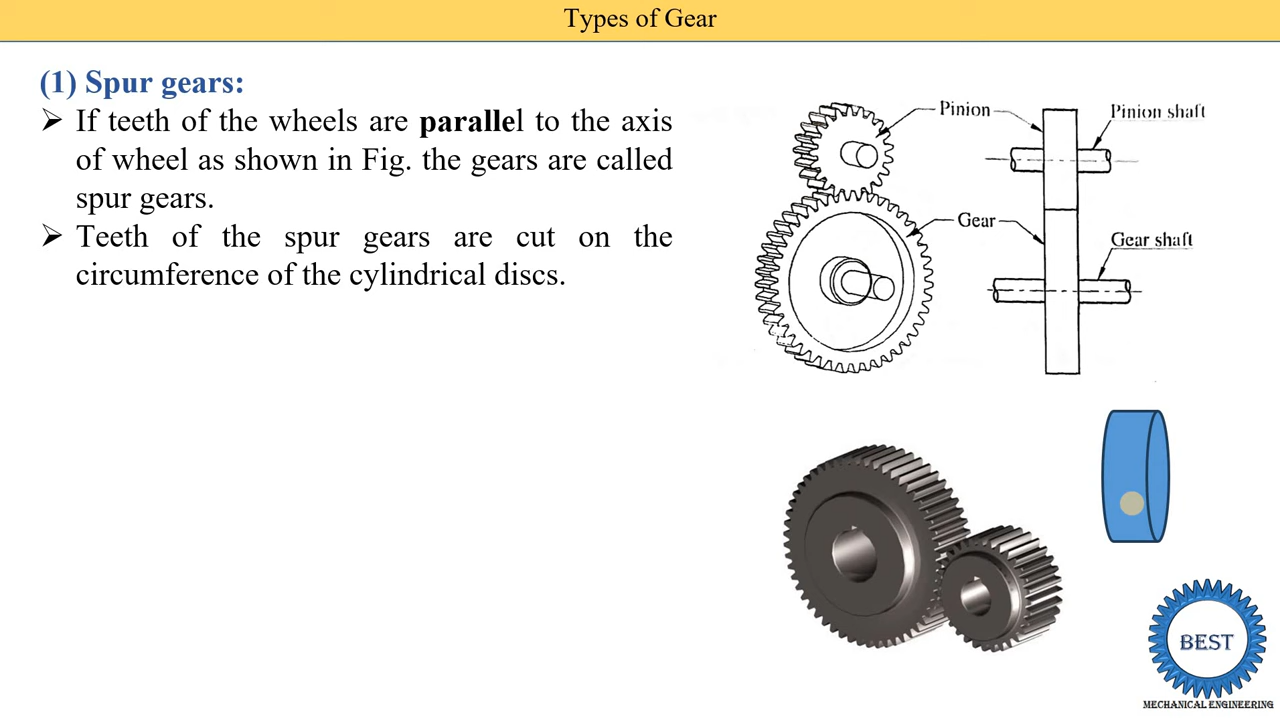 Types of Gear
(1) Spur gears:
➢ If teeth of the wheels are parallel to the axis
of wheel as shown in Fig. the gears are called
spur gears.
➢ Teeth of the spur gears are cut on the
circumference of the cylindrical discs.
Pinion
Pinion shaft
Gear
Gear shaft
BEST
MECHANICAL ENGINEERING